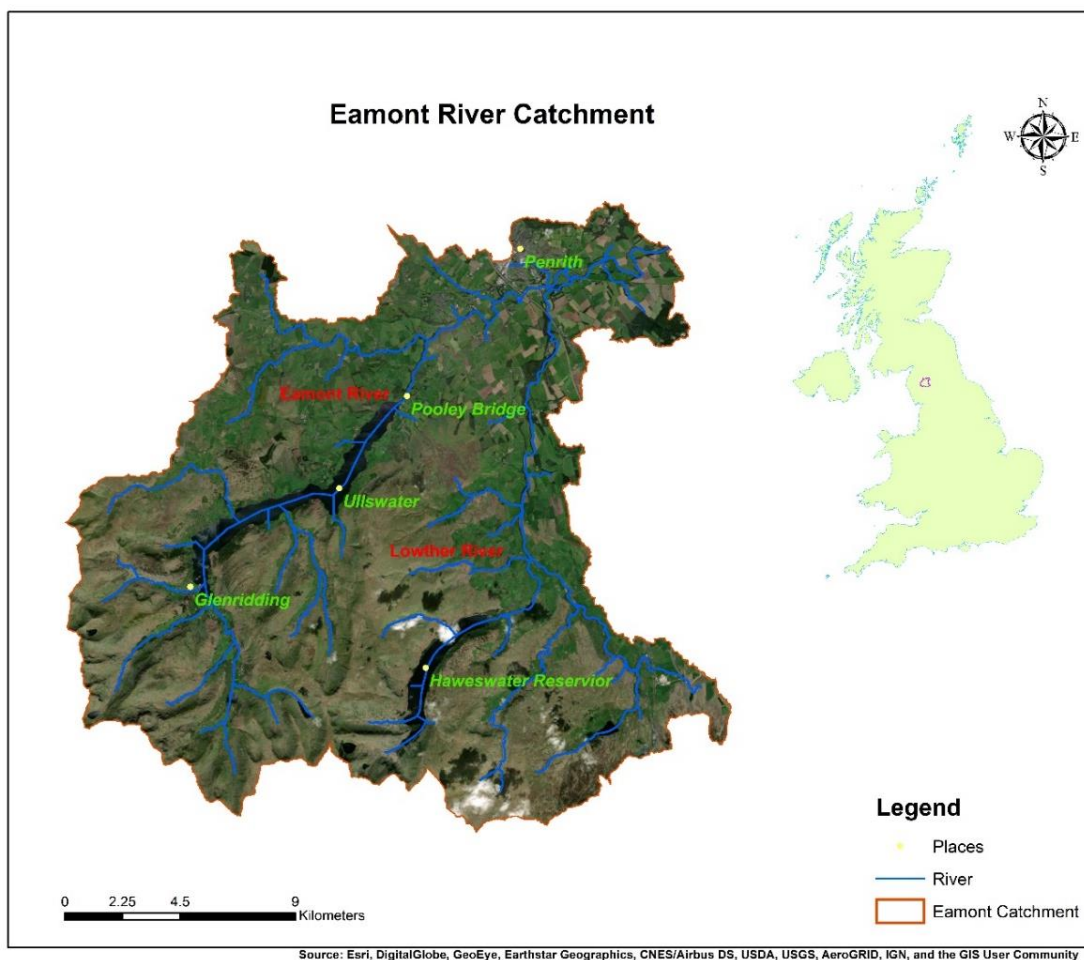 Eamont River Catchment
N
W E
S
Penrith
Eamont River
Pooley Bridge
Ullswater
Lowther River
Glenridding
Haweswater Reservior
Legend
Places
River
Eamont Catchment
0 2.25 4.5 9
Kilometers
Source: Esri, DigitalGlobe, GeoEye, Earthstar Geographics, CNES/Airbus DS, USDA, USGS, AeroGRID, IGN, and the GIS User Community